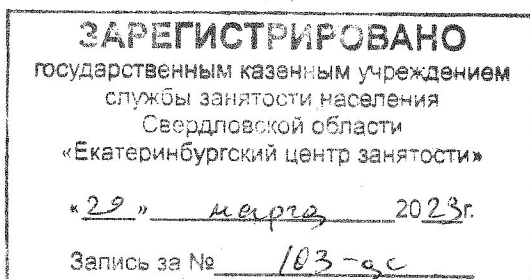 ЗАРЕГИСТРИРОВАНО
государственным казенным учреждением
службы занятости населения
Свердловской области
«Екатеринбургский центр занятости»
«29» марта 2023г.
Запись за № 103-дс